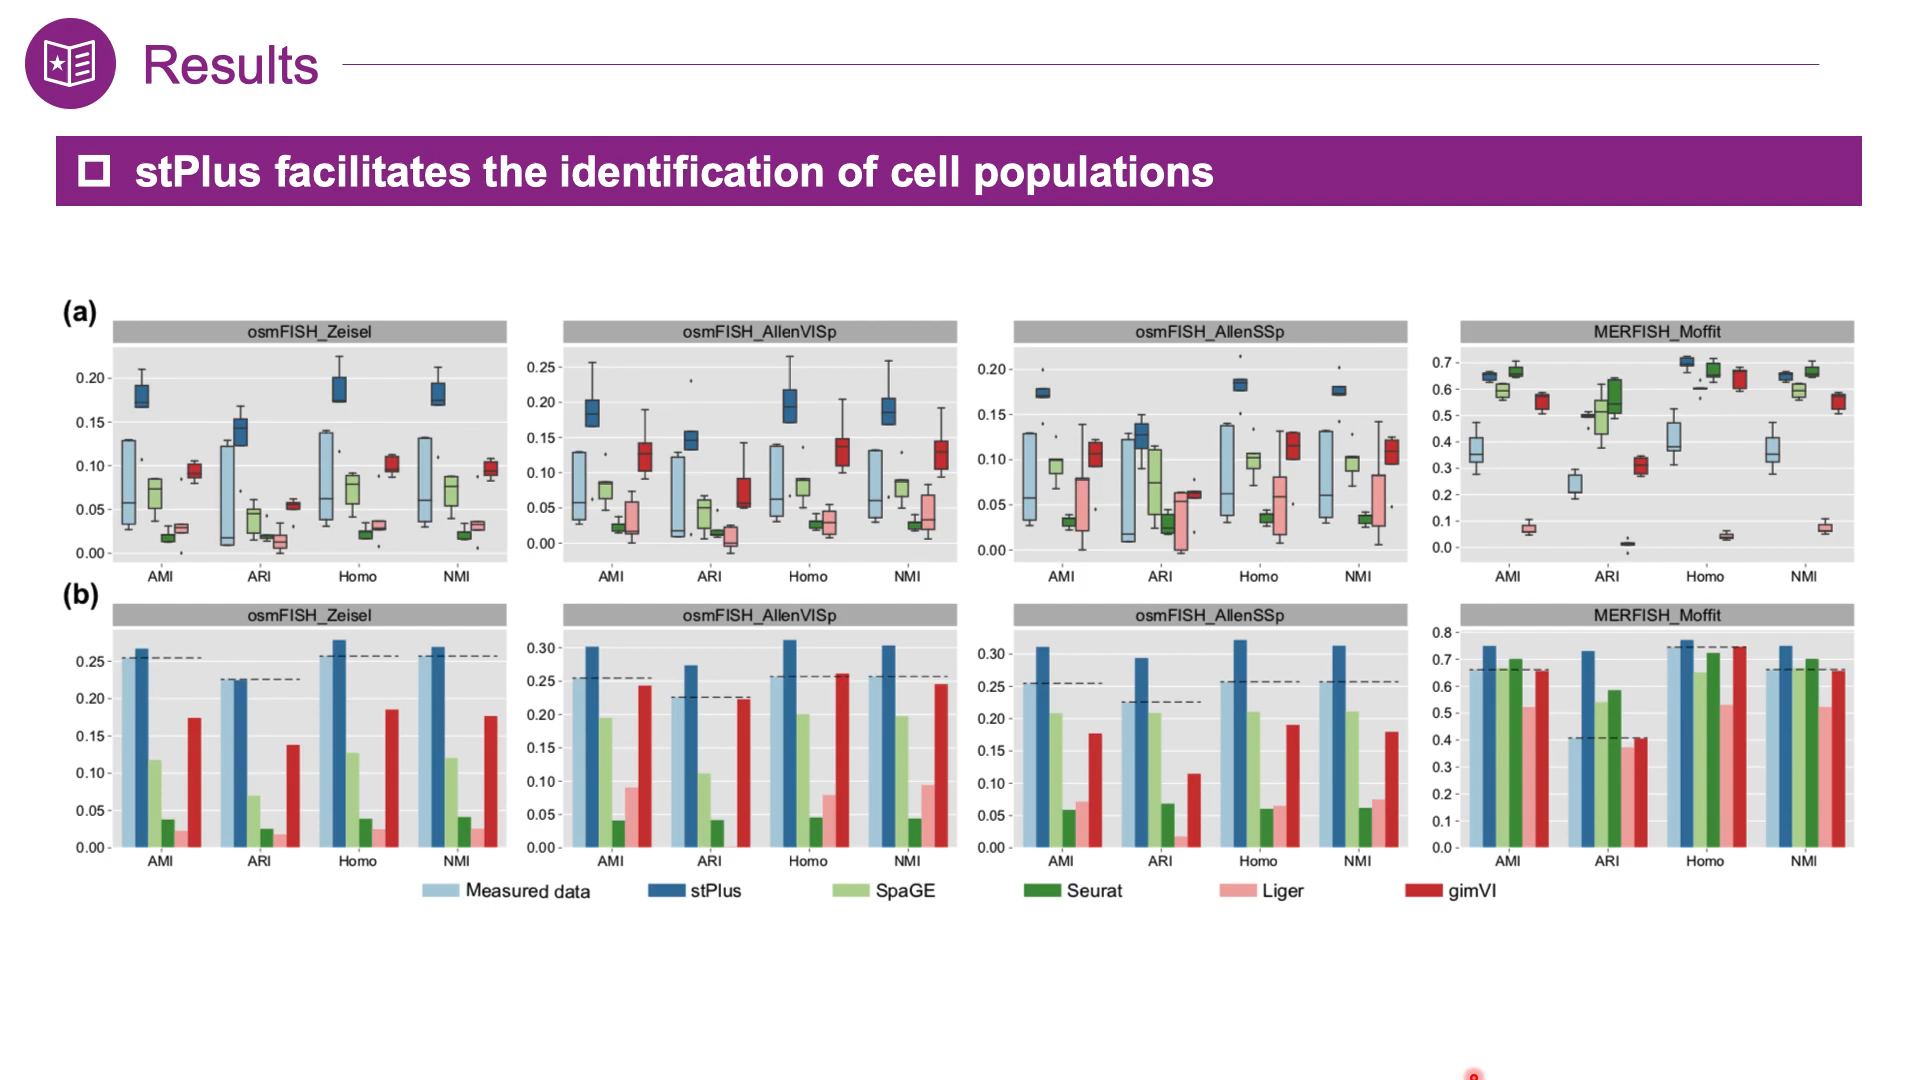 Results
stPlus facilitates the identification of cell populations
(a)
osmFISH_Zeisel
osmFISH_AllenVISp
osmFISH_AllenSSp
MERFISH_Moffit
0.20
0.15
0.10
0.05
0.00
0.25
0.20
0.15
0.10
0.05
0.00
0.20
0.15
0.10
0.05
0.00
0.7
0.6
0.5
0.4
0.3
0.2
0.1
0.0
AMI ARI Homo NMI
AMI ARI Homo NMI
AMI ARI Homo NMI
AMI ARI Homo NMI
(b)
osmFISH_Zeisel
osmFISH_AllenVISp
osmFISH_AllenSSp
MERFISH_Moffit
0.25
0.20
0.15
0.10
0.05
0.00
0.30
0.25
0.20
0.15
0.10
0.05
0.00
0.30
0.25
0.20
0.15
0.10
0.05
0.00
0.8
0.7
0.6
0.5
0.4
0.3
0.2
0.1
0.0
AMI ARI Homo NMI
AMI ARI Homo NMI
AMI ARI Homo NMI
AMI ARI Homo NMI
Measured data stPlus SpaGE Seurat Liger gimVI